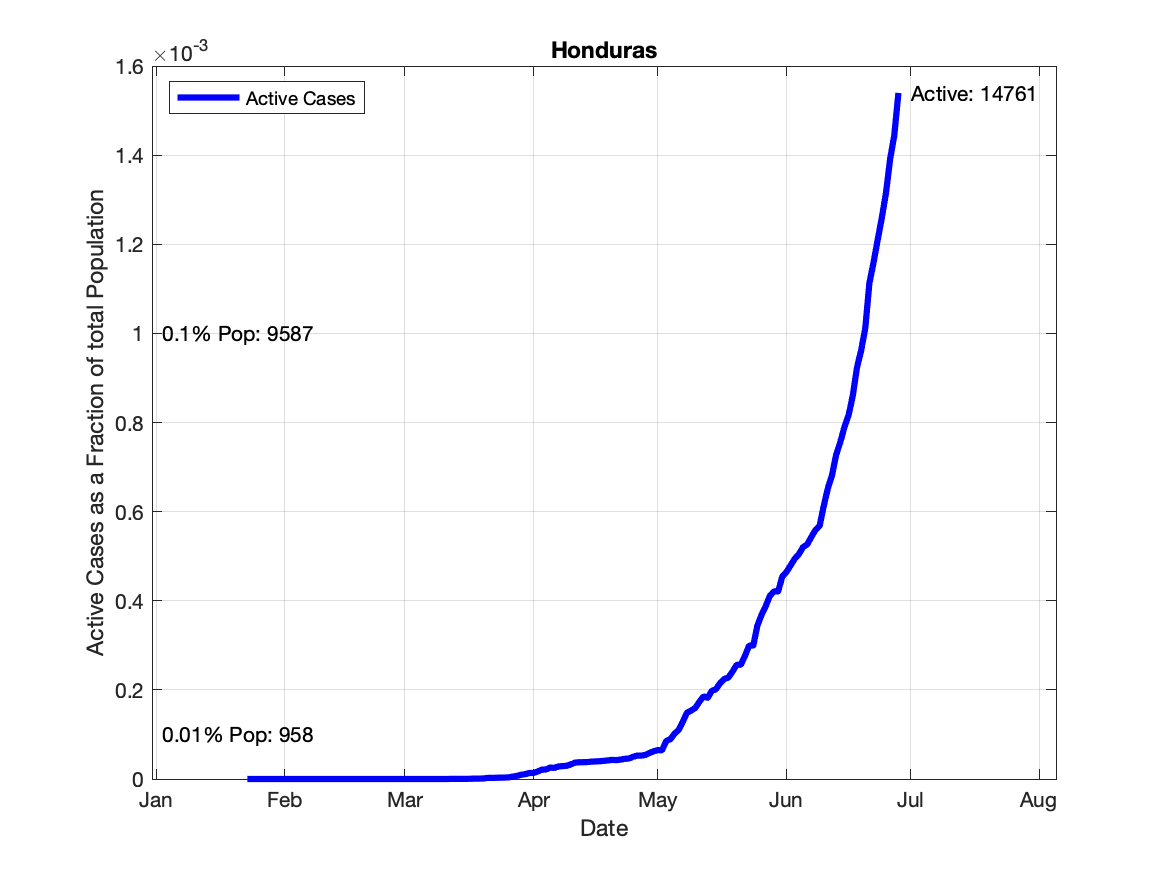 Honduras
×10-3
1.6
1.4
1.2
1
0.8
0.6
0.4
0.2
0
Active Cases
Active: 14761
0.1% Pop: 9587
0.01% Pop: 958
Active Cases as a Fraction of total Population
Jan Feb Mar Apr May Jun Jul Aug
Date